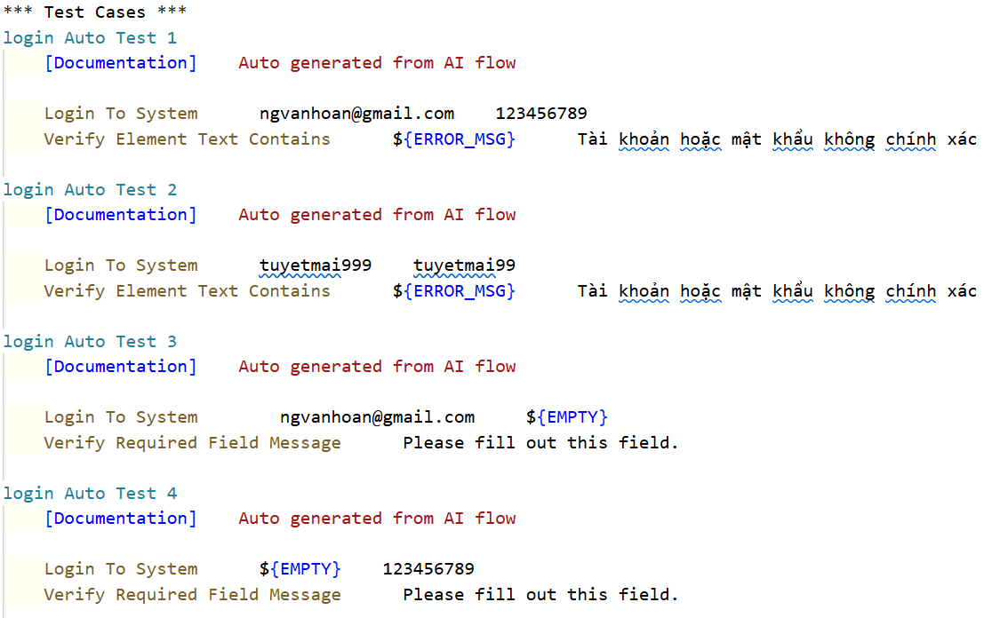 *** Test Cases ***
login Auto Test 1
[Documentation]    Auto generated from AI flow
Login To System      ngvanhoan@gmail.com    123456789
Verify Element Text Contains      ${ERROR_MSG}      Tài khoản hoặc mật khẩu không chính xác
login Auto Test 2
[Documentation]    Auto generated from AI flow
Login To System      tuyetmai999    tuyetmai99
Verify Element Text Contains      ${ERROR_MSG}      Tài khoản hoặc mật khẩu không chính xác
login Auto Test 3
[Documentation]    Auto generated from AI flow
Login To System        ngvanhoan@gmail.com     ${EMPTY}
Verify Required Field Message      Please fill out this field.
login Auto Test 4
[Documentation]    Auto generated from AI flow
Login To System      ${EMPTY}    123456789
Verify Required Field Message      Please fill out this field.